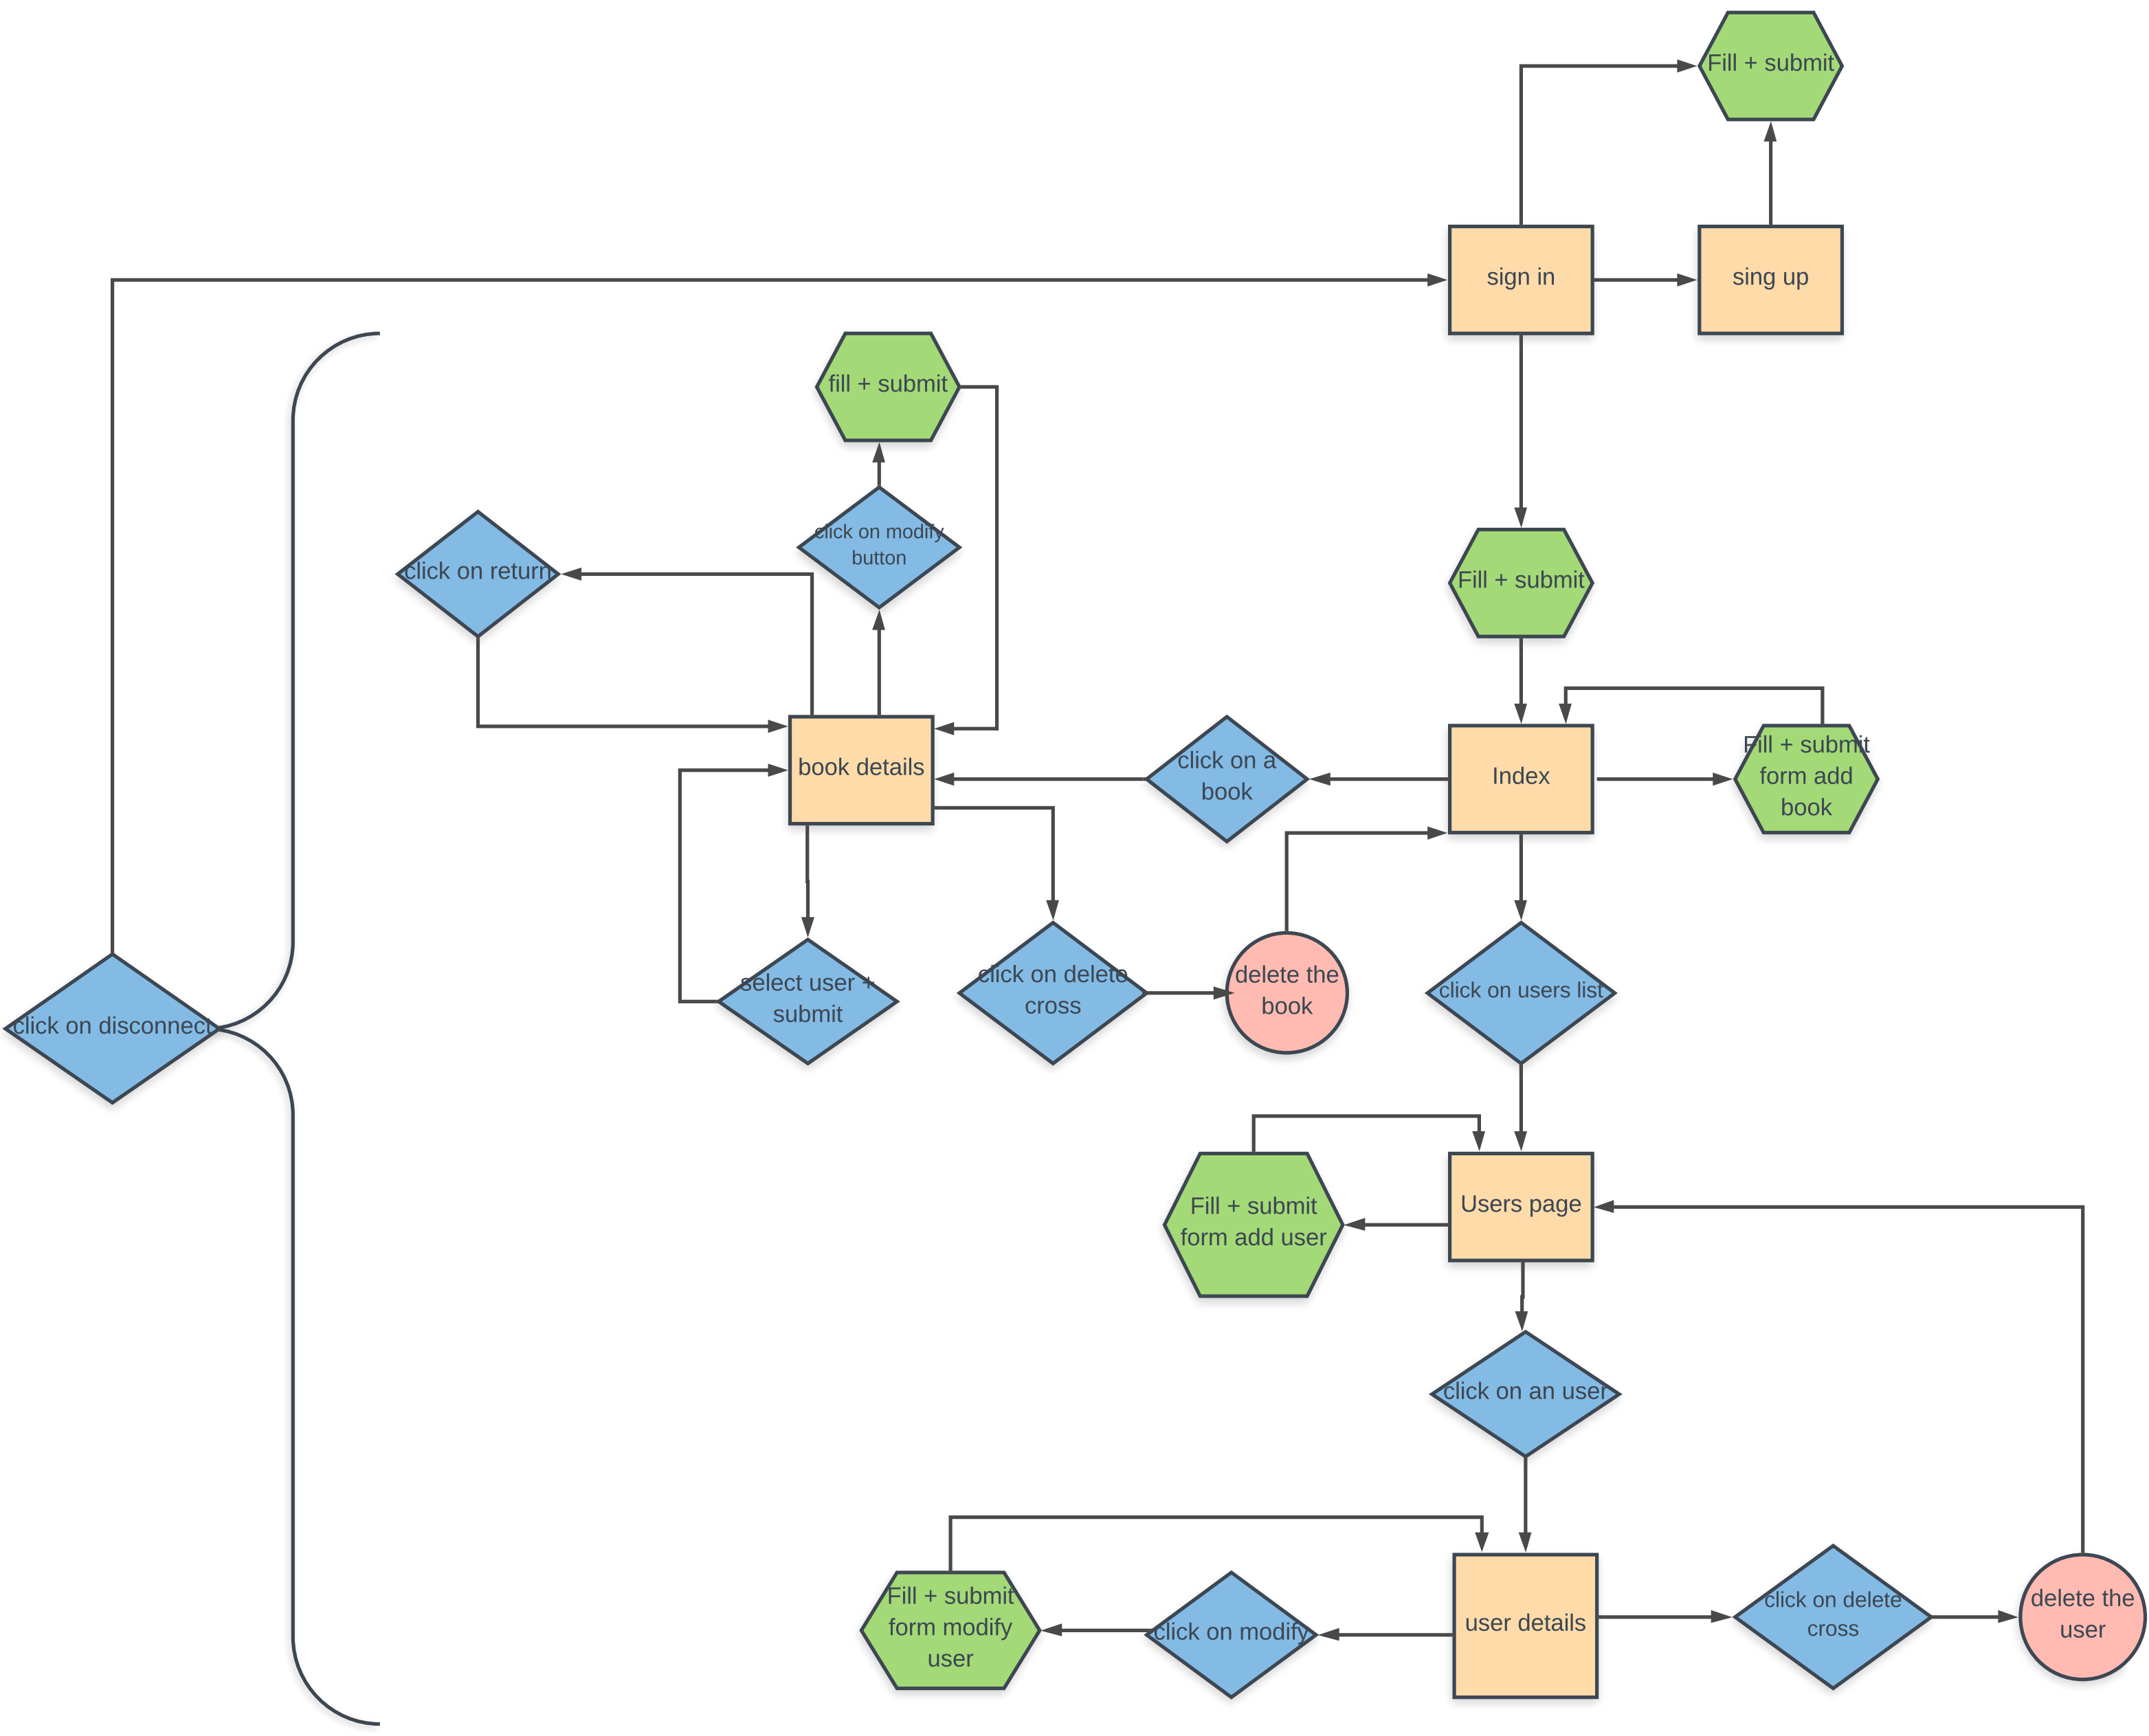 Fill + submit
sign in
sing up
fill + submit
click on modify
button
click on return
Fill + submit
book details
click on a
book
Index
Fill + submit
form add
book
select user +
submit
click on delete
cross
delete the
book
click on users list
click on disconnect
Fill + submit
form add user
Users page
click on an user
Fill + submit
form modify
user
click on modify
user details
click on delete
cross
delete the
user